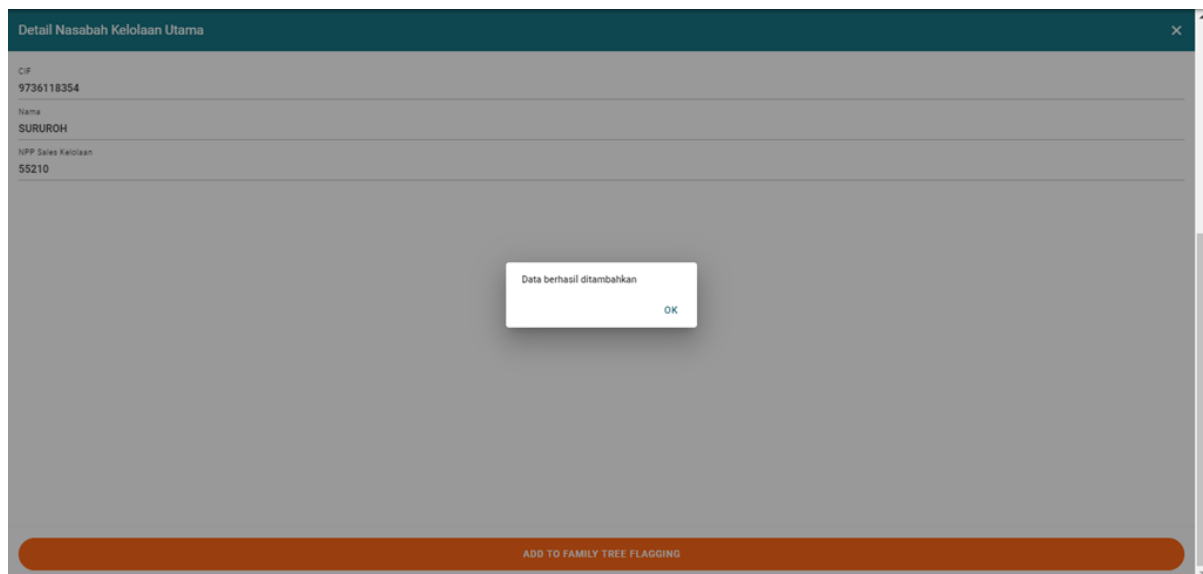 Detail Nasabah Kelolaan Utama
CIF
9736118354
Nama
SURUROH
NPP Sales Kelolaan
55210
Data berhasil ditambahkan
OK
ADD TO FAMILY TREE FLAGGING